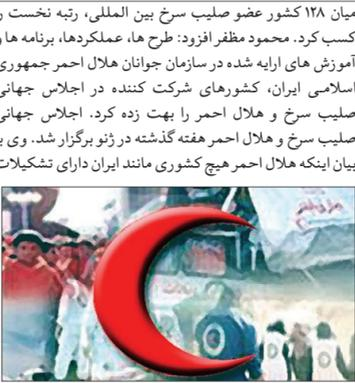 میان ۱۲۸ کشور عضو صلیب سرخ بین المللی، رتبه نخست را
کسب کرد. محمود مظفر افزود: طرح ها، عملکردها، برنامه ها و
آموزش های ارایه شده در سازمان جوانان هلال احمر جمهوری
اسلامی ایران، کشورهای شرکت کننده در اجلاس جهانی
صلیب سرخ و هلال احمر را بهت زده کرد. اجلاس جهانی
صلیب سرخ و هلال احمر هفته گذشته در ژنو برگزار شد. وی با
بیان اینکه هلال احمر هیچ کشوری مانند ایران دارای تشکیلات